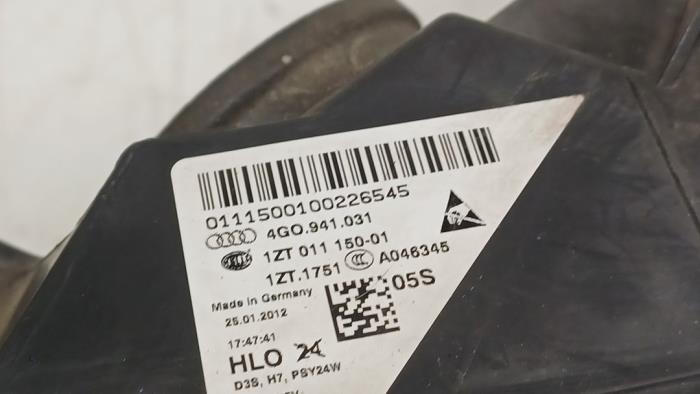 0111500100226545
4G0.941.031
1ZT 011 150-01
1ZT.1751 CCC A046345
05S
Made in Germany
25.01.2012
17:47:41
HLO 24
D3S, H7, PSY24W